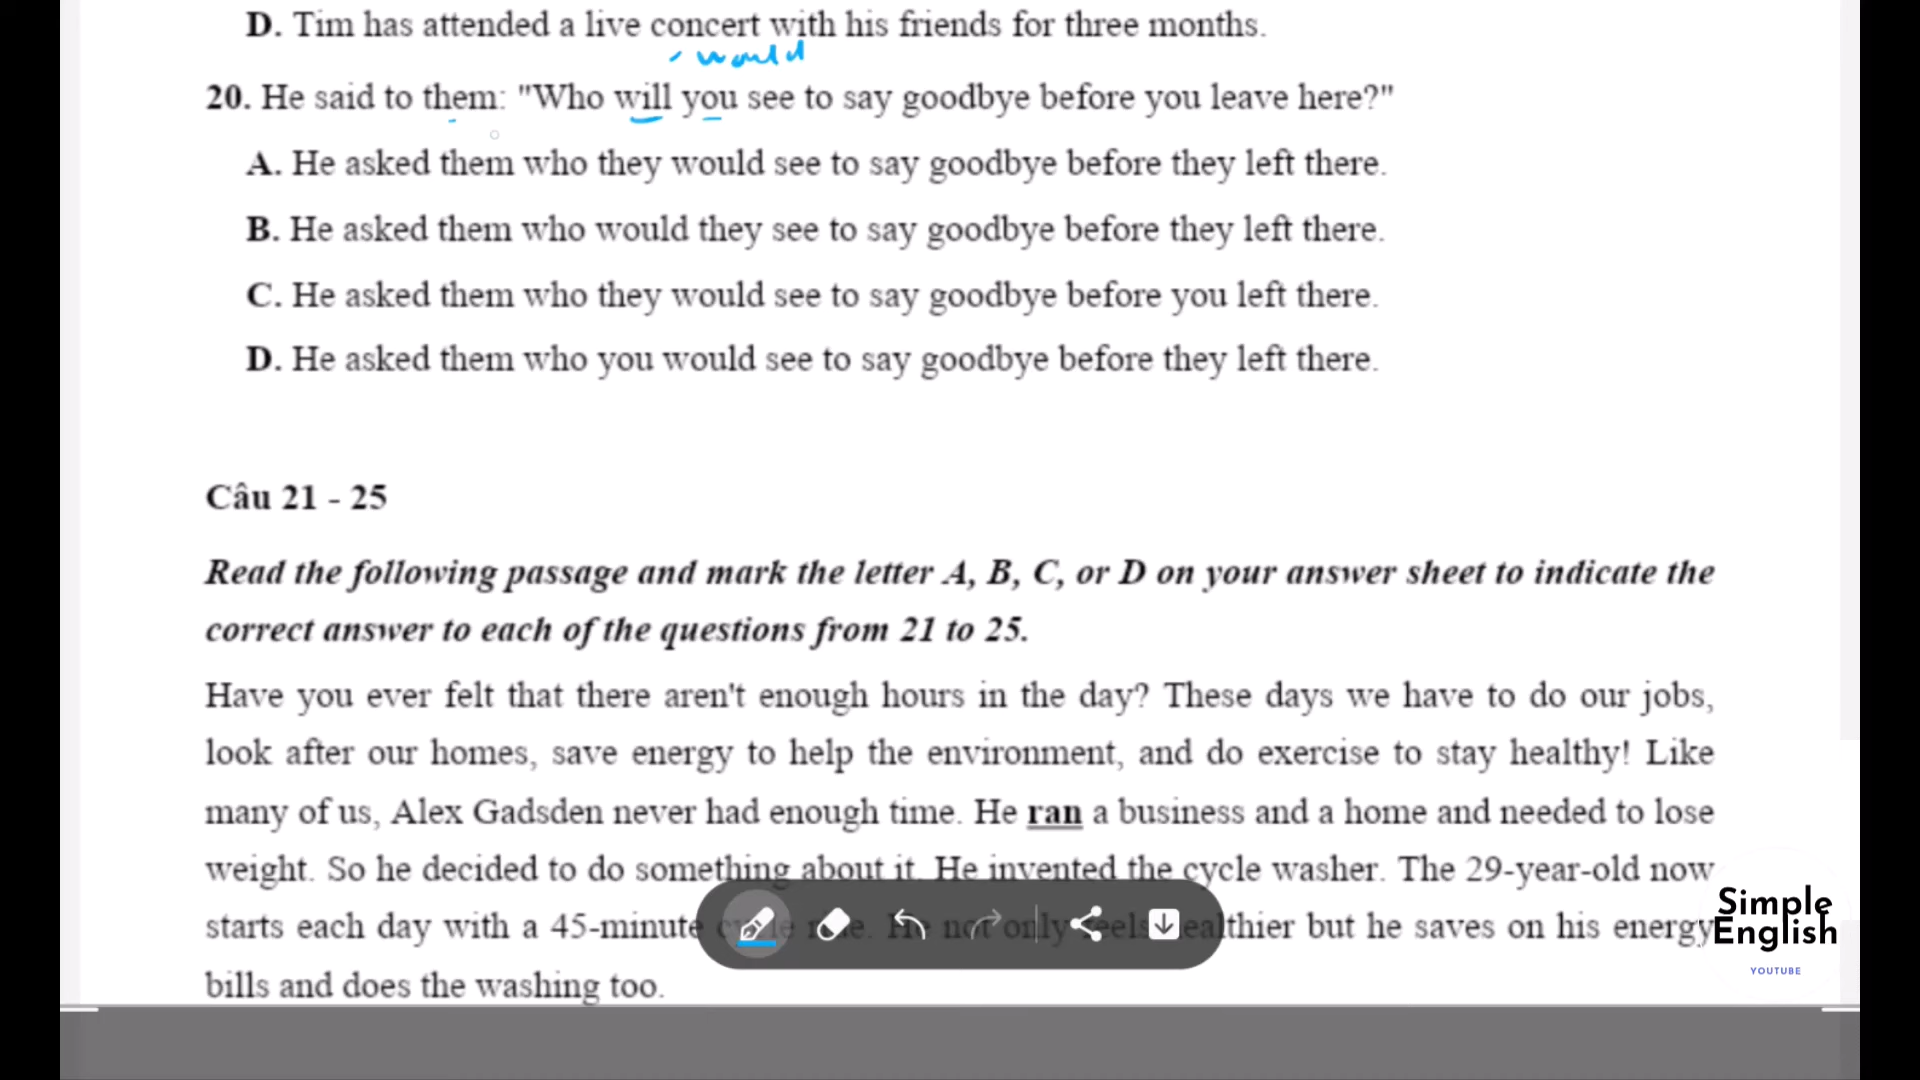 D. Tim has attended a live concert with his friends for three months.
would
20. He said to them: "Who will you see to say goodbye before you leave here?"
A. He asked them who they would see to say goodbye before they left there.
B. He asked them who would they see to say goodbye before they left there.
C. He asked them who they would see to say goodbye before you left there.
D. He asked them who you would see to say goodbye before they left there.
Câu 21 - 25
Read the following passage and mark the letter A, B, C, or D on your answer sheet to indicate the
correct answer to each of the questions from 21 to 25.
Have you ever felt that there aren't enough hours in the day? These days we have to do our jobs,
look after our homes, save energy to help the environment, and do exercise to stay healthy! Like
many of us, Alex Gadsden never had enough time. He ran a business and a home and needed to lose
weight. So he decided to do something about it. He invented the cycle washer. The 29-year-old now
starts each day with a 45-minute He not only feels healthier but he saves on his energy
bills and does the washing too.
Simple
English
YOUTUBE